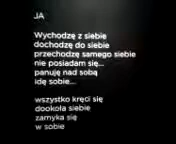 JA
Wychodzę z siebie
dochodzę do siebie
przechodzę samego siebie
nie posiadam się...
panuję nad sobą
idę sobie...
wszystko kręci się
dookoła siebie
zamyka się
w sobie